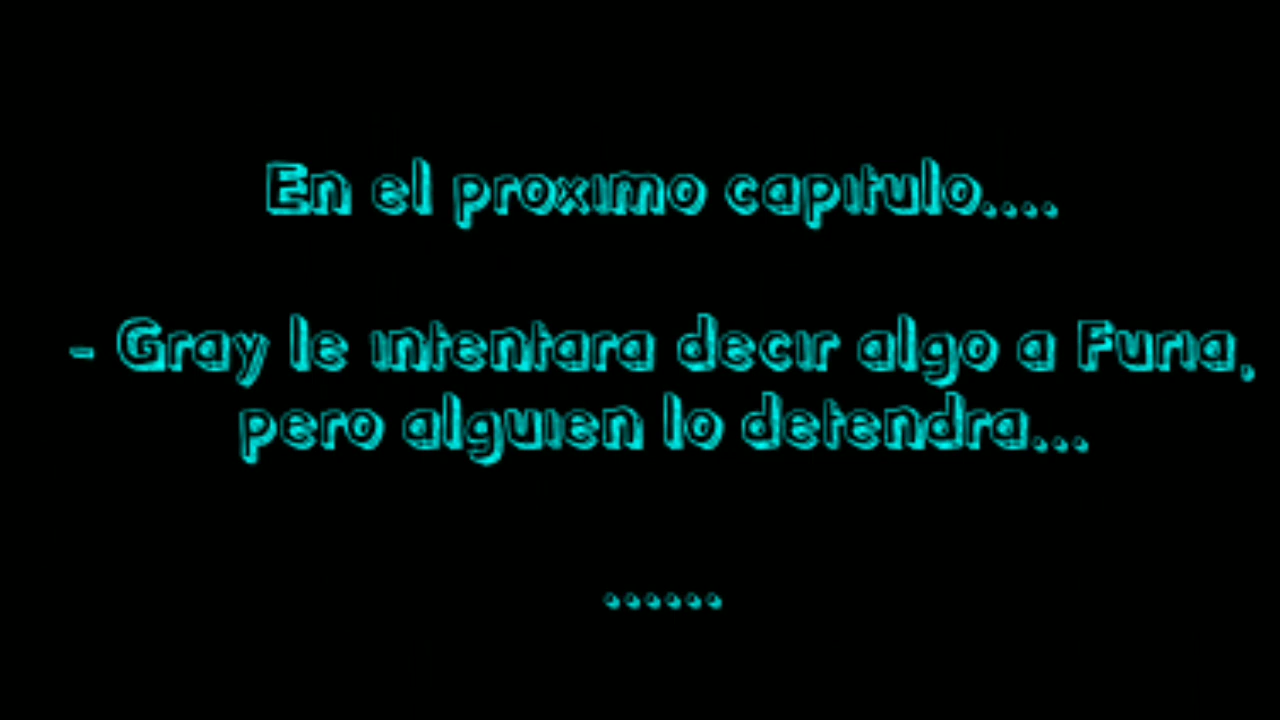 En el proximo capitulo....
- Gray le intentara decir algo a Furia,
pero alguien lo detendra...
......